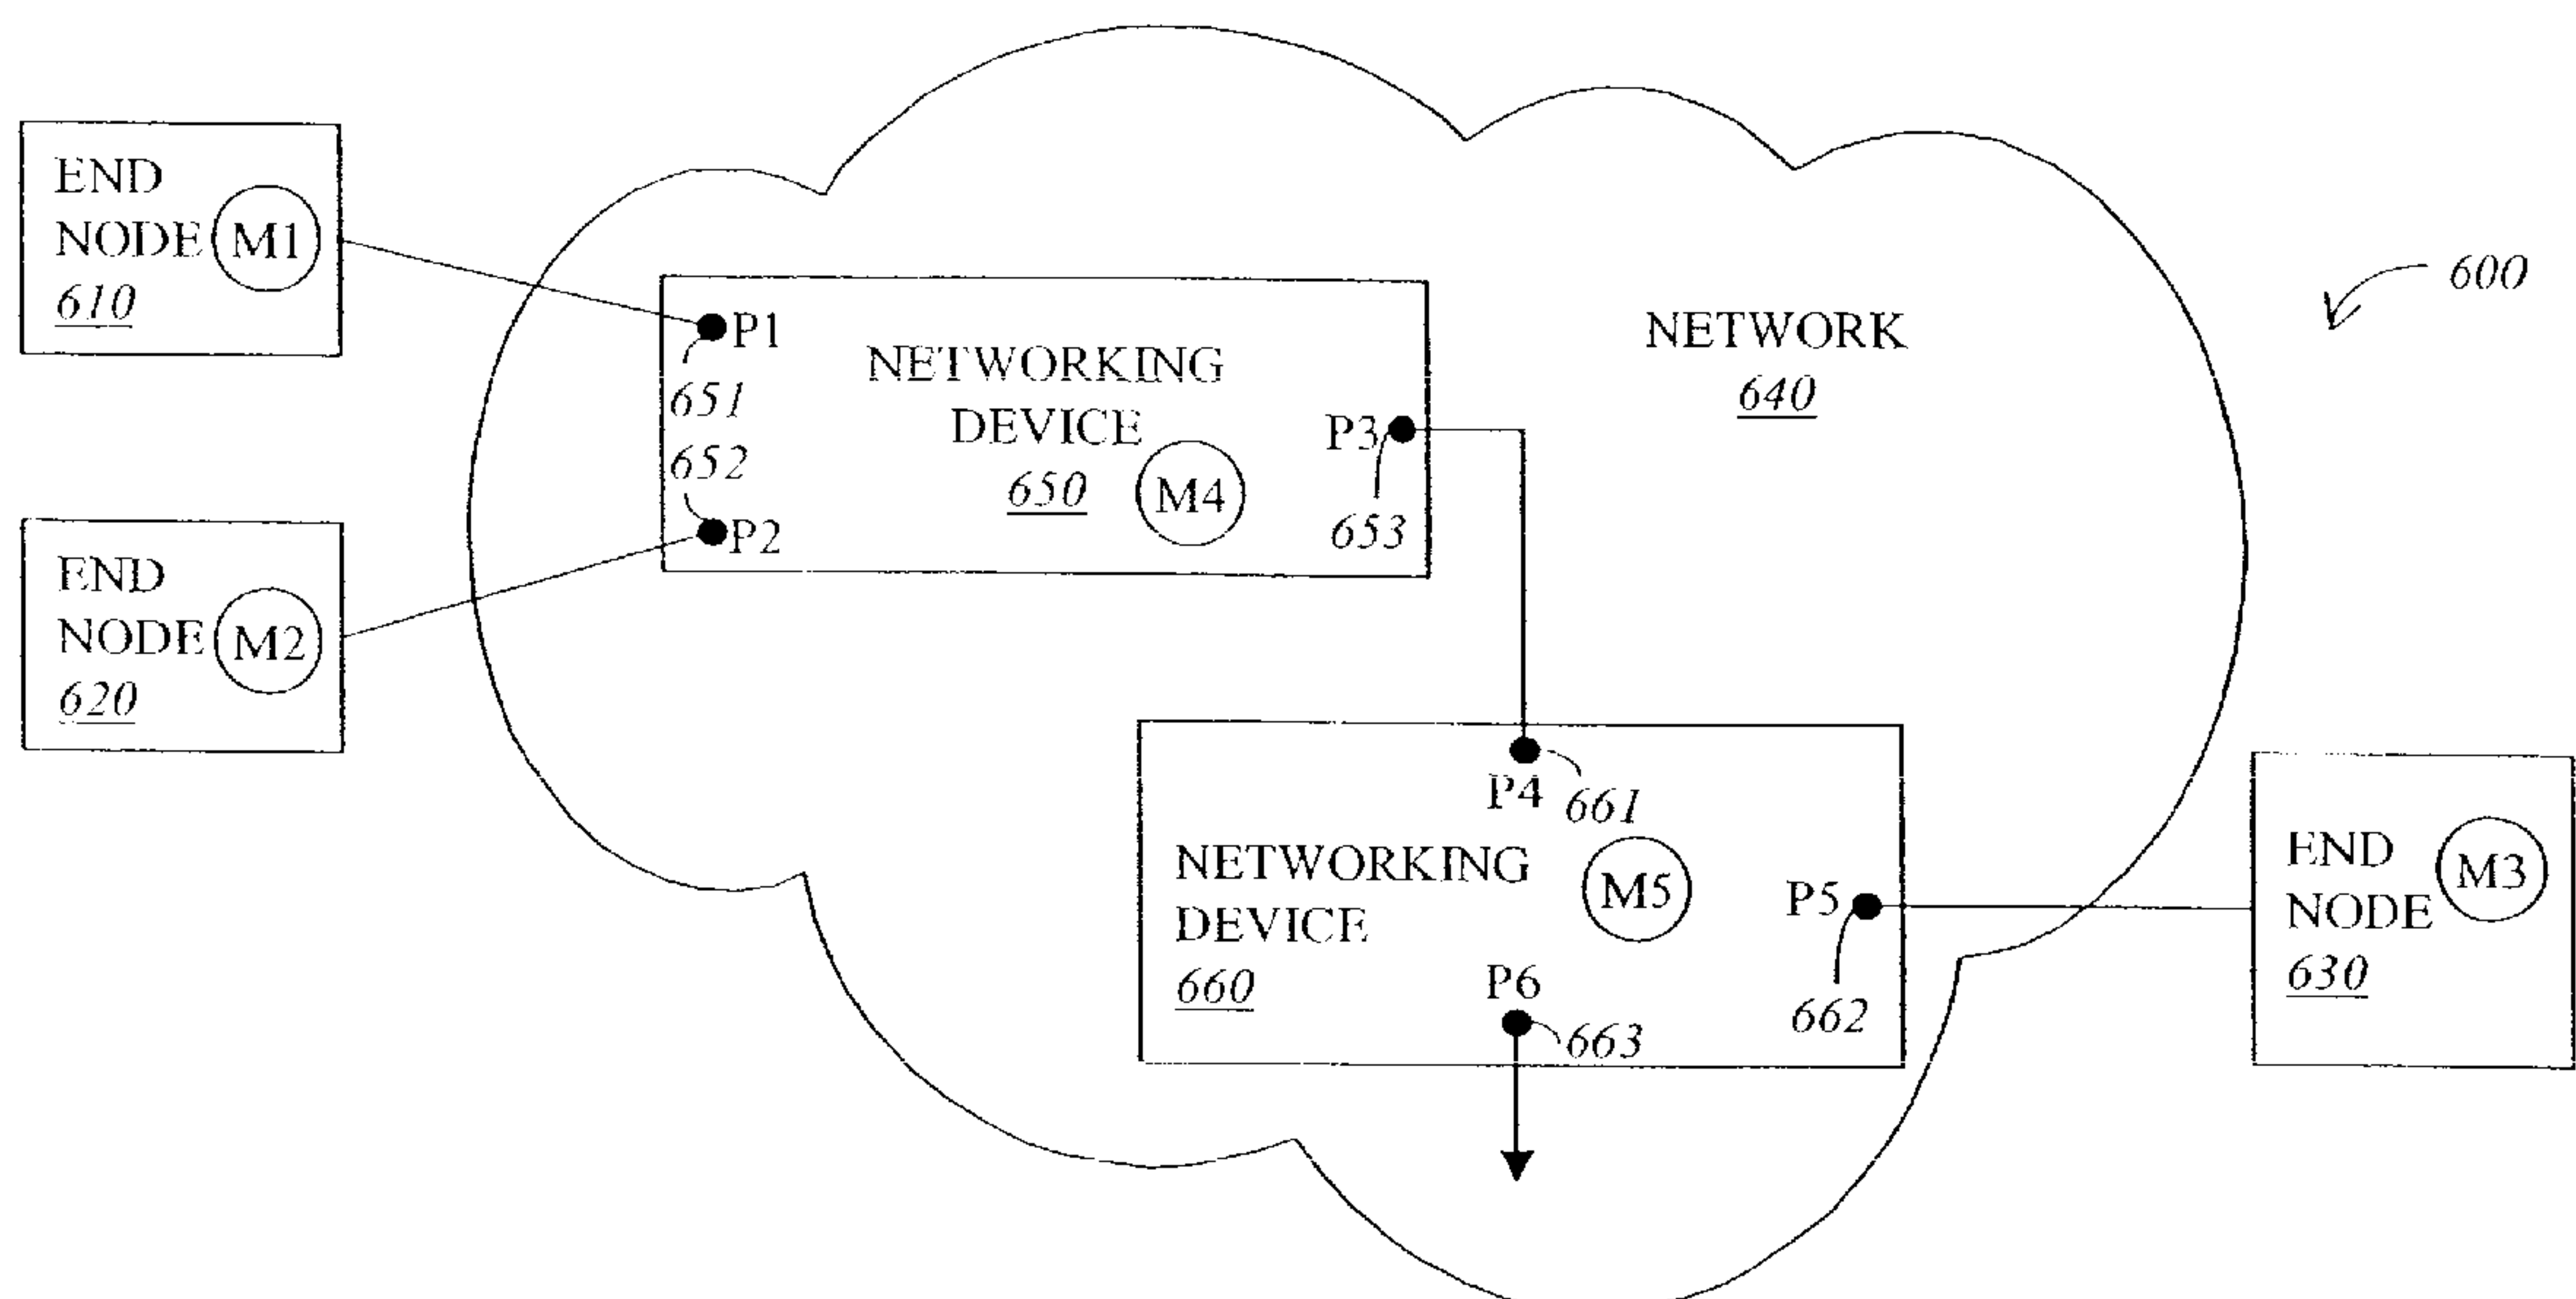 END
NODE M1
610
P1
651
NETWORKING
DEVICE
650
M4
652
P2
P3
653
NETWORK
640
600
END
NODE M2
620
P4
661
NETWORKING
DEVICE
660
M5
P5
662
P6
663
END
NODE
630
M3